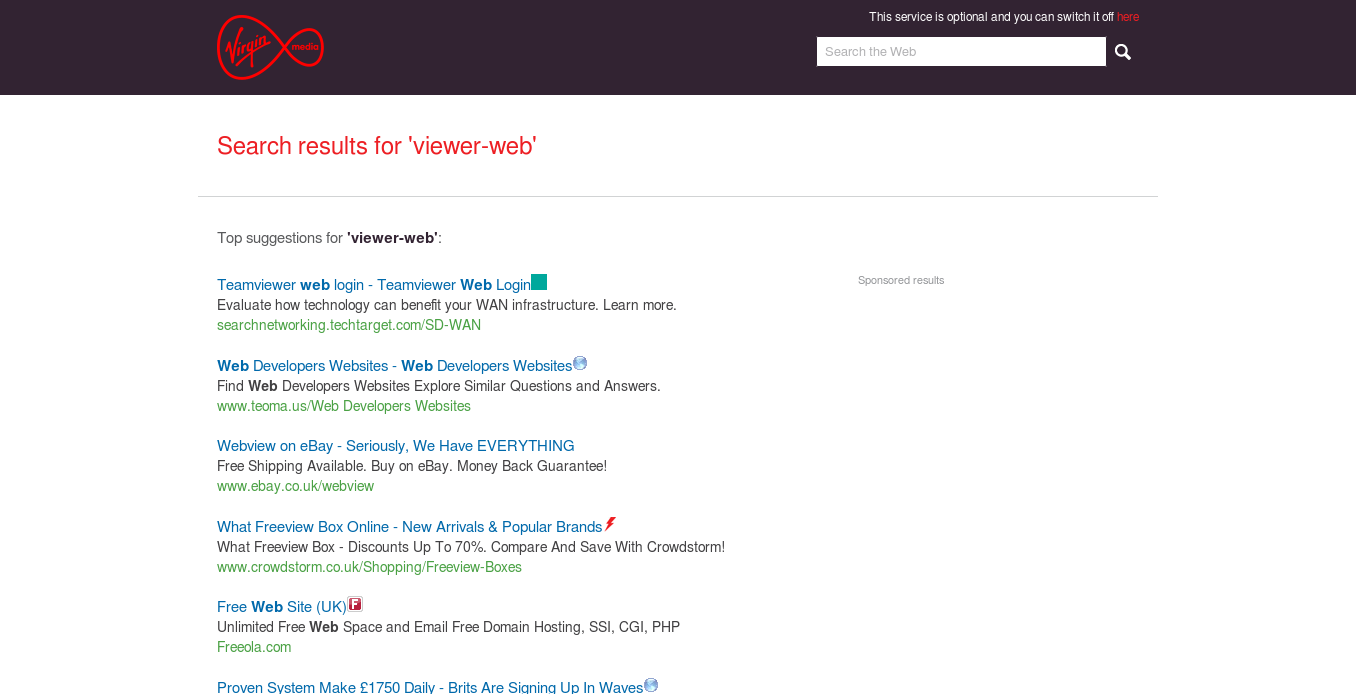 This service is optional and you can switch it off here
Virgin media
Search the Web
Search results for 'viewer-web'
Top suggestions for 'viewer-web':
Sponsored results
Teamviewer web login - Teamviewer Web Login
Evaluate how technology can benefit your WAN infrastructure. Learn more.
searchnetworking.techtarget.com/SD-WAN
Web Developers Websites - Web Developers Websites
Find Web Developers Websites Explore Similar Questions and Answers.
www.teoma.us/Web Developers Websites
Webview on eBay - Seriously, We Have EVERYTHING
Free Shipping Available. Buy on eBay. Money Back Guarantee!
www.ebay.co.uk/webview
What Freeview Box Online - New Arrivals & Popular Brands
What Freeview Box - Discounts Up To 70%. Compare And Save With Crowdstorm!
www.crowdstorm.co.uk/Shopping/Freeview-Boxes
Free Web Site (UK) F
Unlimited Free Web Space and Email Free Domain Hosting, SSI, CGI, PHP
Freeola.com
Proven System Make £1750 Daily - Brits Are Signing Up In Waves